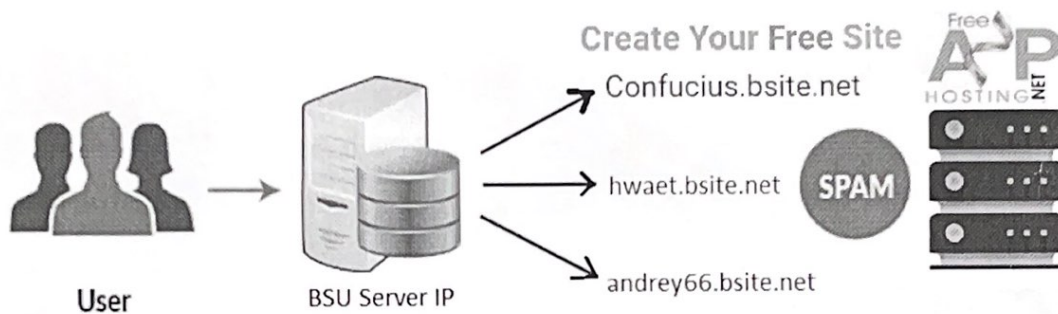 Create Your Free Site
Free
ASP
.NET
HOSTING
Confucius.bsite.net
hwaet.bsite.net
SPAM
andrey66.bsite.net
User
BSU Server IP